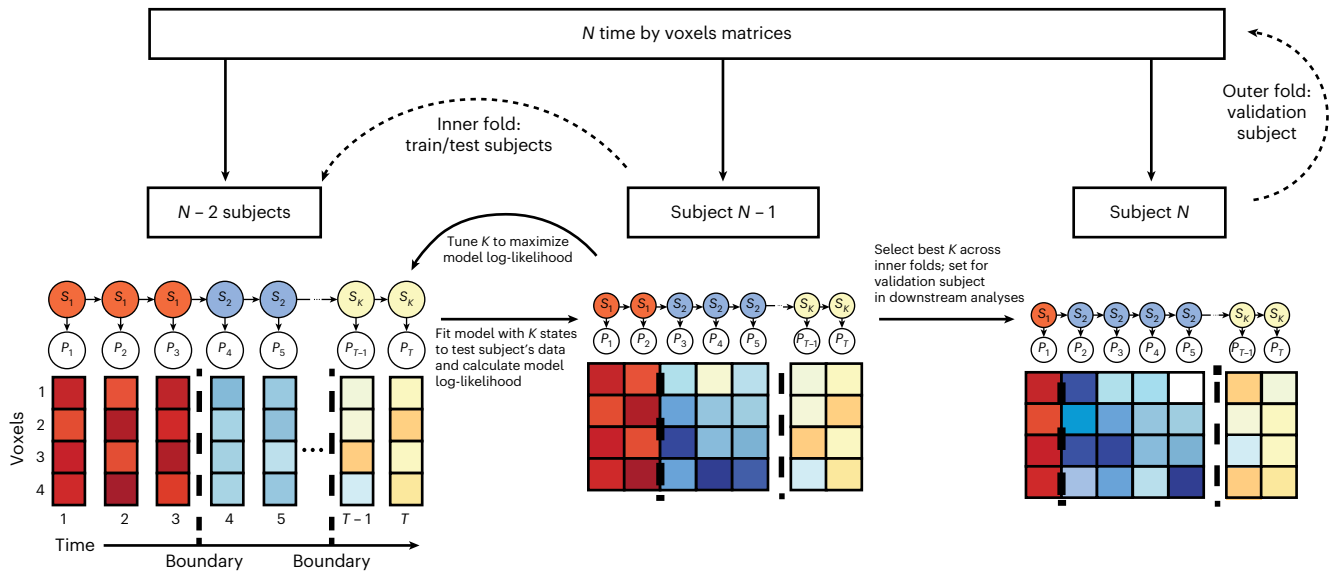 N time by voxels matrices
Outer fold:
validation
subject
Inner fold:
train/test subjects
N – 2 subjects
Subject N – 1
Subject N
Tune K to maximize
model log-likelihood
Select best K across
inner folds; set for
validation subject
in downstream analyses
Fit model with K states
to test subject's data
and calculate model
log-likelihood
S1 S1 S1 S2 S2 SK SK
P1 P2 P3 P4 P5 PT–1 PT
S1 S1 S2 S2 S2 SK SK
P1 P2 P3 P4 P5 PT–1 PT
S1 S2 S2 S2 S2 SK SK
P1 P2 P3 P4 P5 PT–1 PT
Voxels
1
2
3
4
...
1 2 3 4 5 T – 1 T
Time
Boundary Boundary